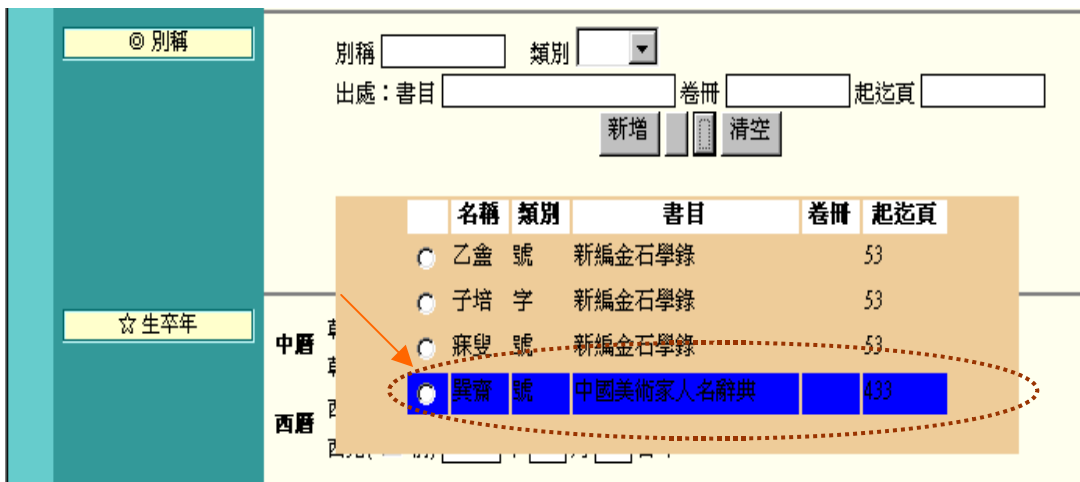 ◎ 別稱
別稱 類別
出處：書目 卷冊 起迄頁
新增 清空
名稱 類別 書目 卷冊 起迄頁
乙盦 號 新編金石學錄 53
子培 字 新編金石學錄 53
寐叟 號 新編金石學錄 53
巽齋 號 中國美術家人名辭典 433
☆ 生卒年
中曆
西曆